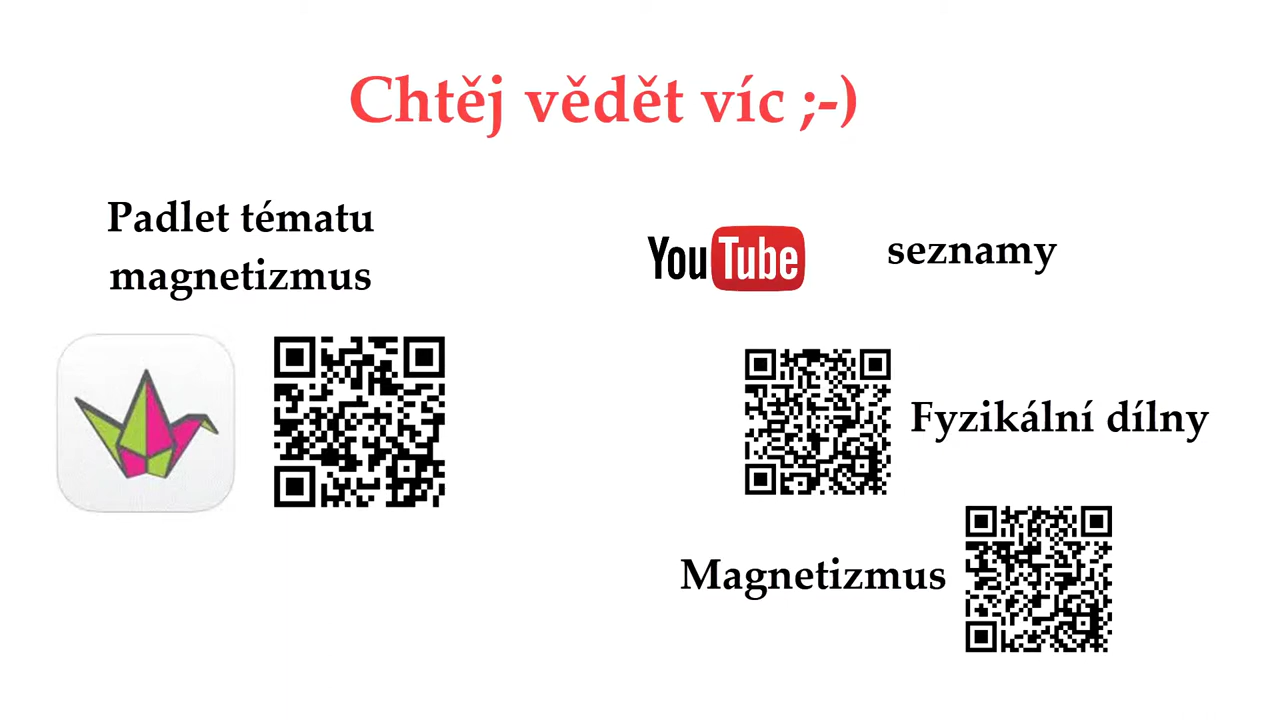 Chtěj vědět víc ;-)
Padlet tématu
magnetizmus
YouTube
seznamy
Fyzikální dílny
Magnetizmus